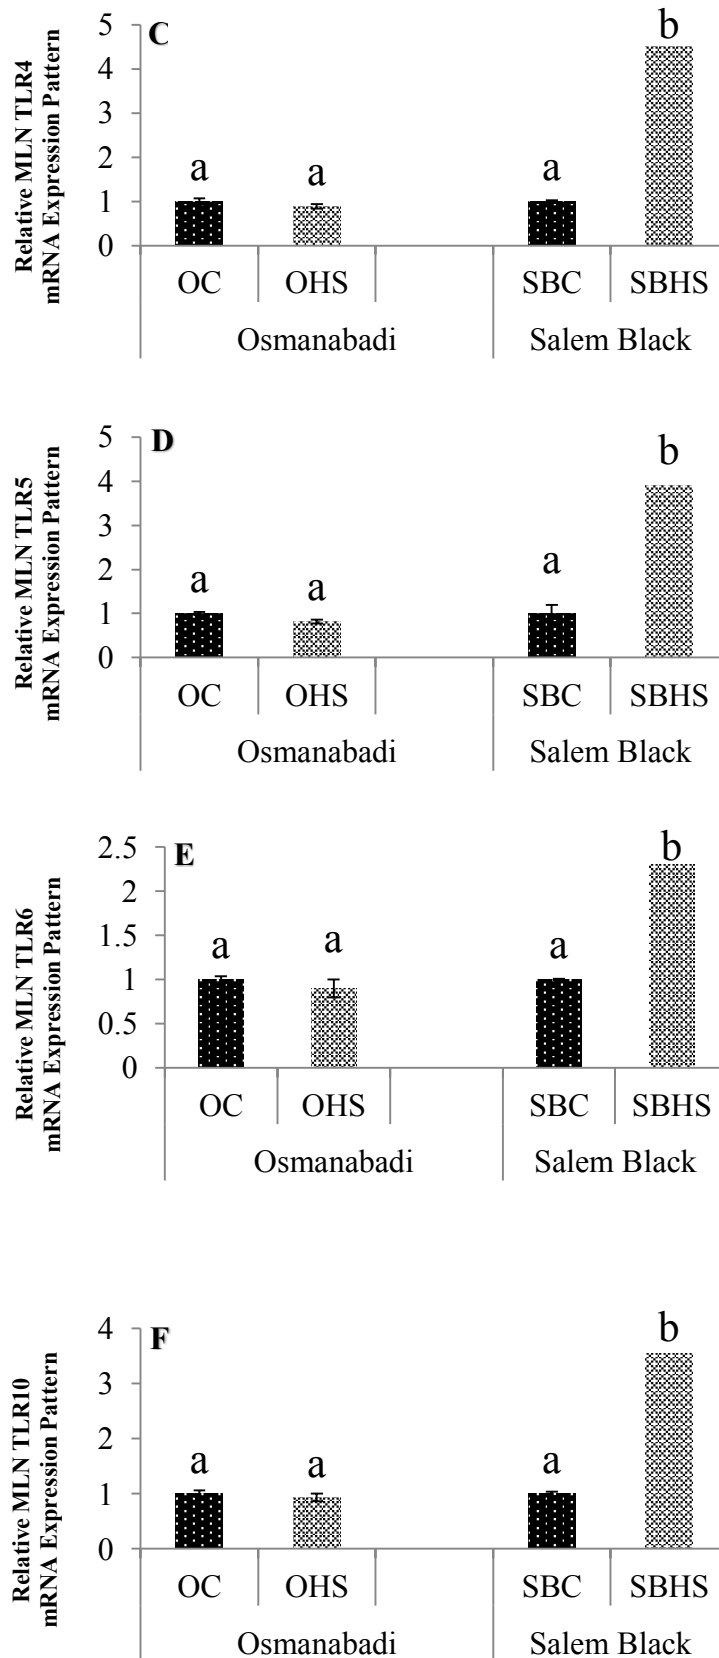 C
Relative MLN TLR4
mRNA Expression Pattern
5
4
3
2
1
0
a
a
a
b
OC
OHS
SBC
SBHS
Osmanabadi
Salem Black
D
Relative MLN TLR5
mRNA Expression Pattern
5
4
3
2
1
0
a
a
a
b
OC
OHS
SBC
SBHS
Osmanabadi
Salem Black
E
Relative MLN TLR6
mRNA Expression Pattern
2.5
2
1.5
1
0.5
0
a
a
a
b
OC
OHS
SBC
SBHS
Osmanabadi
Salem Black
F
Relative MLN TLR10
mRNA Expression Pattern
4
3
2
1
0
a
a
a
b
OC
OHS
SBC
SBHS
Osmanabadi
Salem Black